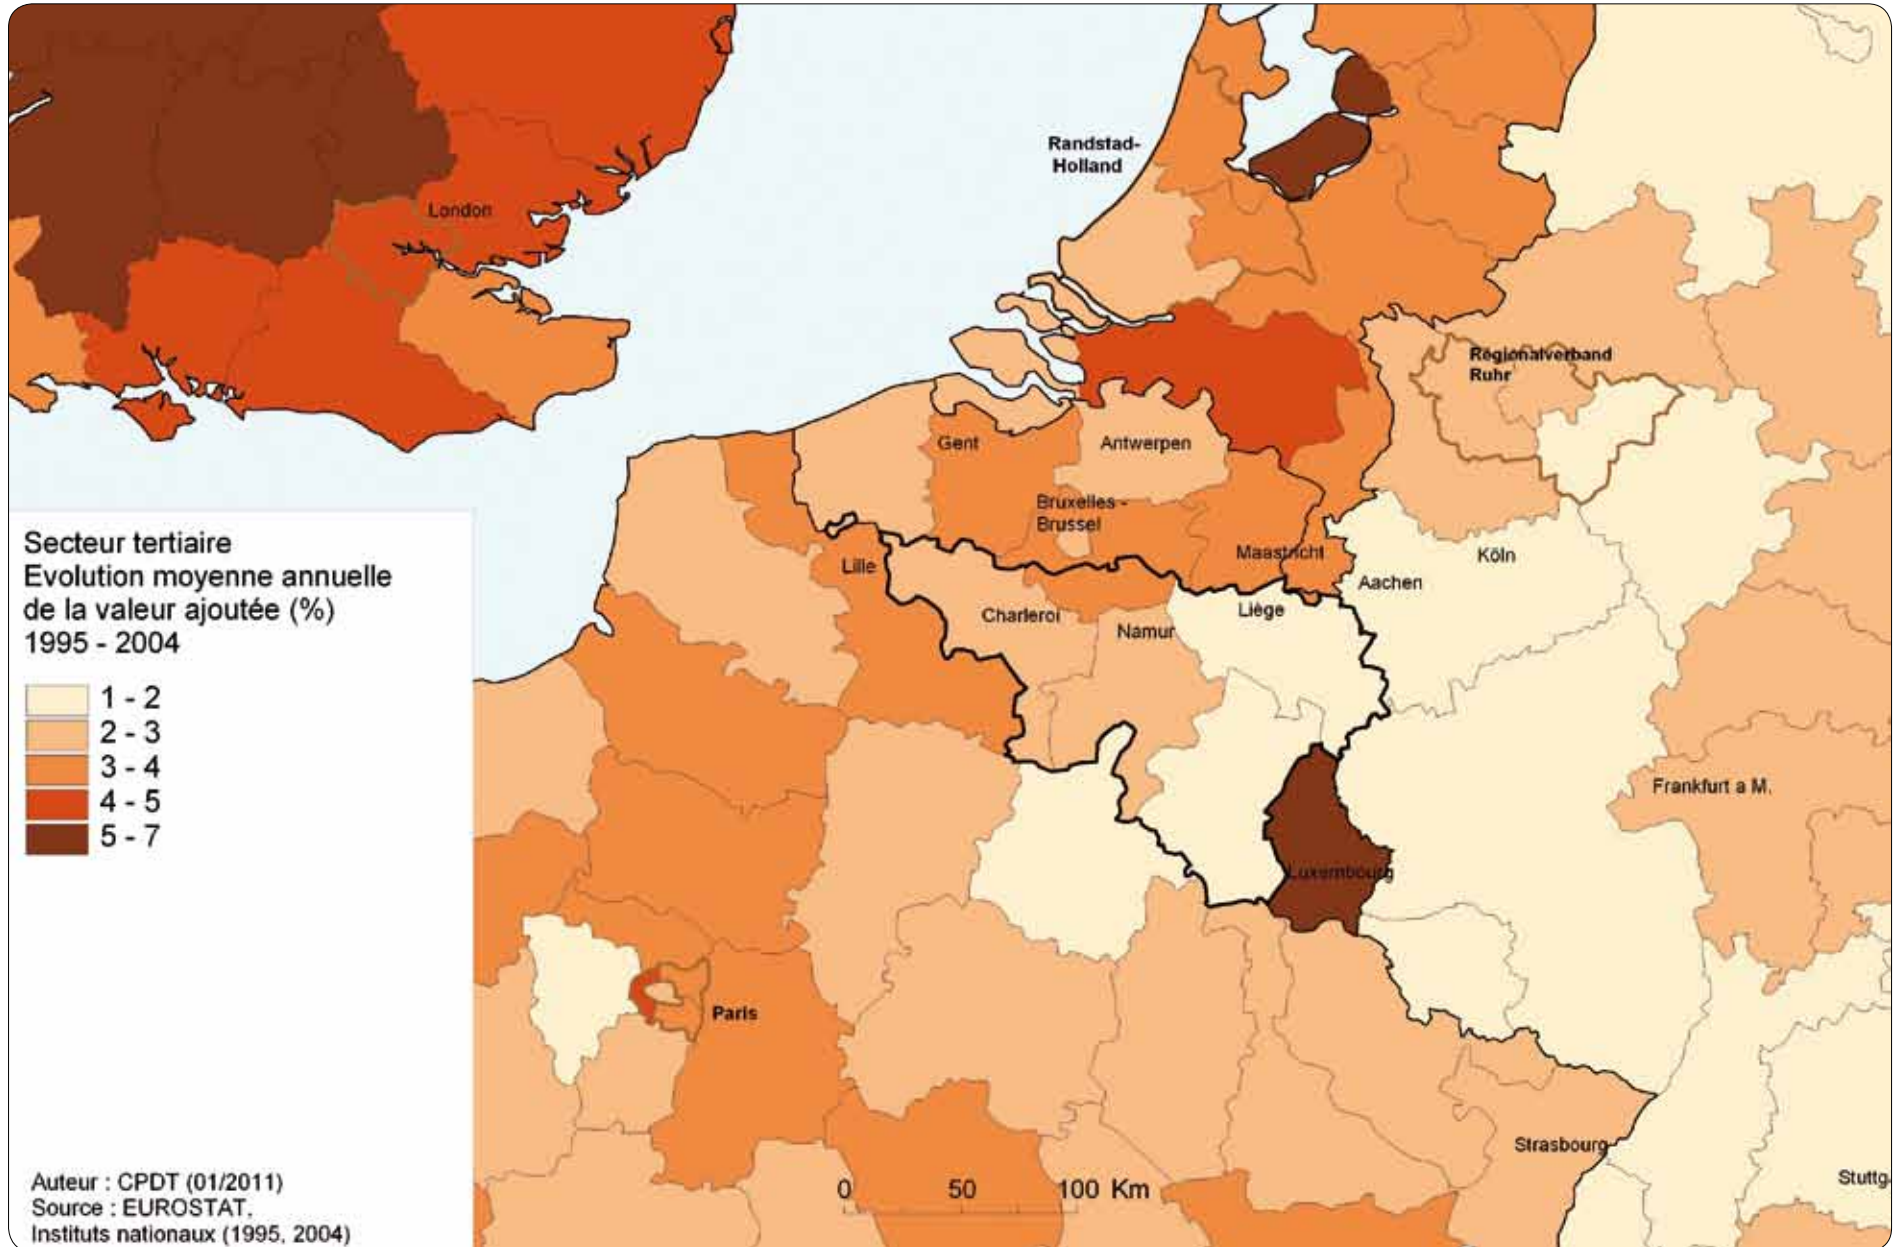 Randstad-
Holland
London
Régionalverband
Ruhr
Gent
Antwerpen
Bruxelles -
Brussel
Maastricht
Köln
Aachen
Lille
Liège
Charleroi
Namur
Frankfurt a M.
Luxembourg
Paris
Strasbourg
Stuttg
Secteur tertiaire
Evolution moyenne annuelle
de la valeur ajoutée (%)
1995 - 2004
1 - 2
2 - 3
3 - 4
4 - 5
5 - 7
Auteur : CPDT (01/2011)
Source : EUROSTAT,
Instituts nationaux (1995, 2004)
0 50 100 Km